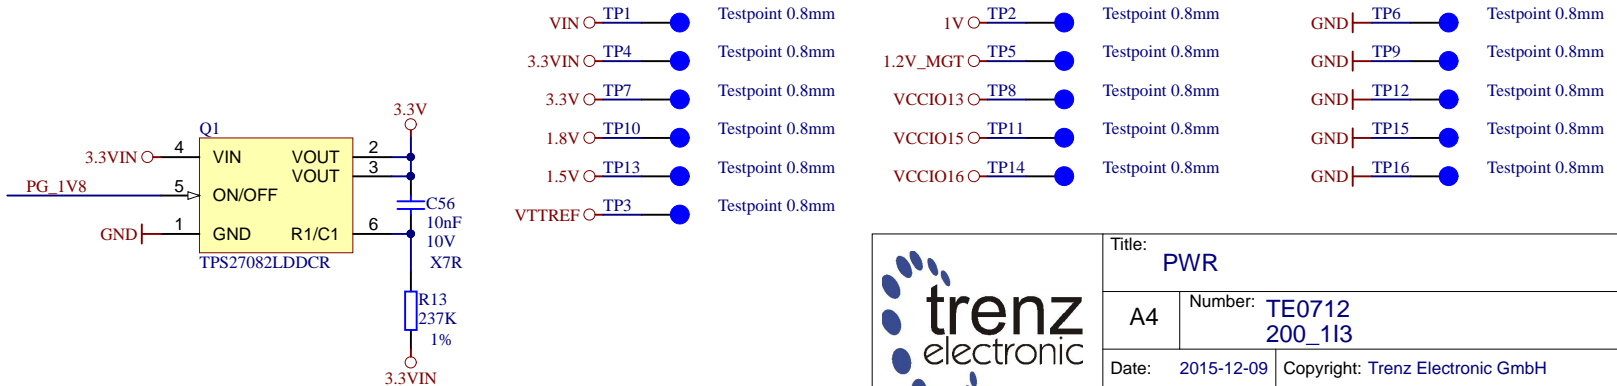 VIN TP1 Testpoint 0.8mm 1V TP2 Testpoint 0.8mm GND TP6 Testpoint 0.8mm
3.3VIN TP4 Testpoint 0.8mm 1.2V_MGT TP5 Testpoint 0.8mm GND TP9 Testpoint 0.8mm
3.3V TP7 Testpoint 0.8mm VCCIO13 TP8 Testpoint 0.8mm GND TP12 Testpoint 0.8mm
1.8V TP10 Testpoint 0.8mm VCCIO15 TP11 Testpoint 0.8mm GND TP15 Testpoint 0.8mm
1.5V TP13 Testpoint 0.8mm VCCIO16 TP14 Testpoint 0.8mm GND TP16 Testpoint 0.8mm
VTTREF TP3 Testpoint 0.8mm
3.3V
Q1
3.3VIN 4 VIN VOUT 2
VOUT 3
PG_1V8 5 ON/OFF
C56
10nF
10V
X7R
GND 1 GND R1/C1 6
TPS27082LDDCR
R13
237K
1%
3.3VIN
trenz
electronic
Title:
PWR
A4
Number: TE0712
200_1I3
Date: 2015-12-09 Copyright: Trenz Electronic GmbH